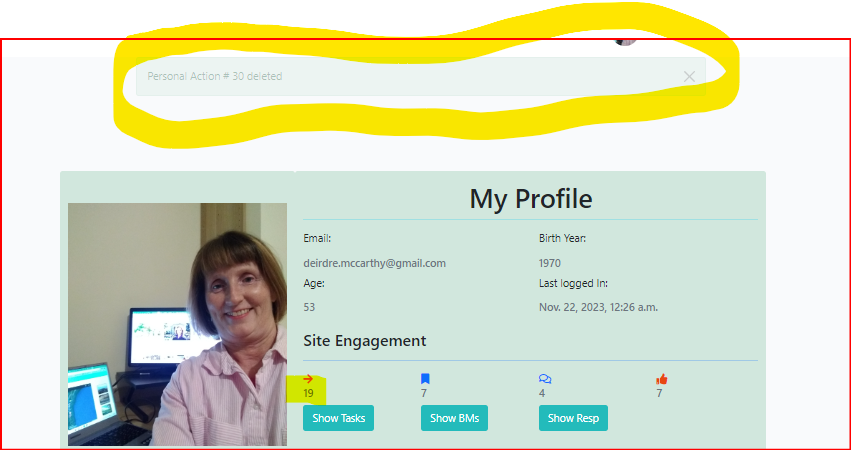 Personal Action # 30 deleted
My Profile
Email: Birth Year:
deirdre.mccarthy@gmail.com 1970
Age: Last logged In:
53 Nov. 22, 2023, 12:26 a.m.
Site Engagement
19 7 4 7
Show Tasks Show BMs Show Resp